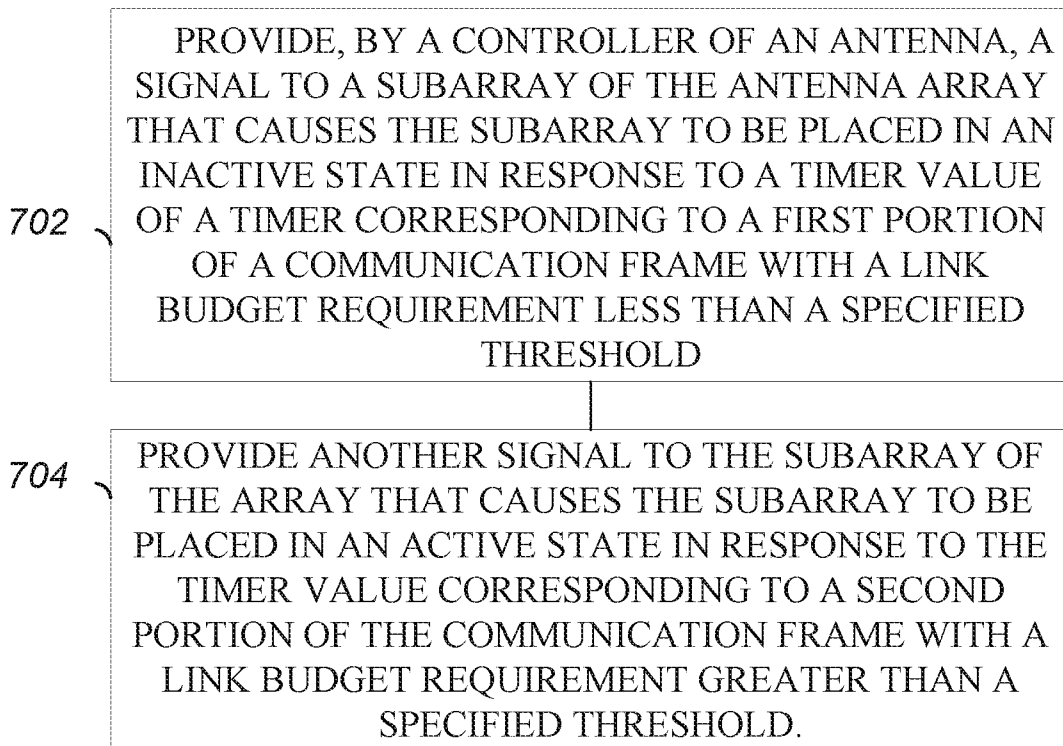 PROVIDE, BY A CONTROLLER OF AN ANTENNA, A
SIGNAL TO A SUBARRAY OF THE ANTENNA ARRAY
THAT CAUSES THE SUBARRAY TO BE PLACED IN AN
INACTIVE STATE IN RESPONSE TO A TIMER VALUE
702
OF A TIMER CORRESPONDING TO A FIRST PORTION
OF A COMMUNICATION FRAME WITH A LINK
BUDGET REQUIREMENT LESS THAN A SPECIFIED
THRESHOLD
PROVIDE ANOTHER SIGNAL TO THE SUBARRAY OF
704
THE ARRAY THAT CAUSES THE SUBARRAY TO BE
PLACED IN AN ACTIVE STATE IN RESPONSE TO THE
TIMER VALUE CORRESPONDING TO A SECOND
PORTION OF THE COMMUNICATION FRAME WITH A
LINK BUDGET REQUIREMENT GREATER THAN A
SPECIFIED THRESHOLD.